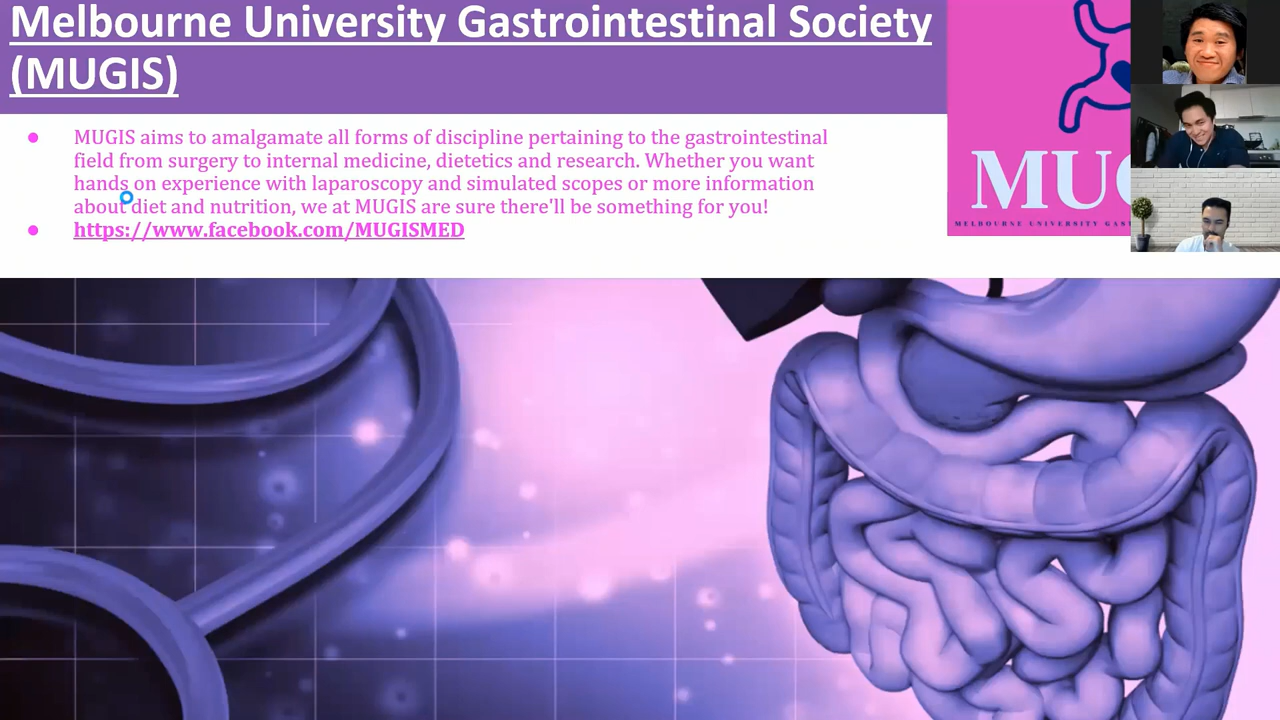 Melbourne University Gastrointestinal Society
(MUGIS)
● MUGIS aims to amalgamate all forms of discipline pertaining to the gastrointestinal
field from surgery to internal medicine, dietetics and research. Whether you want
hands on experience with laparoscopy and simulated scopes or more information
about diet and nutrition, we at MUGIS are sure there'll be something for you!
● https://www.facebook.com/MUGISMED
MU
MELBOURNE UNIVERSITY